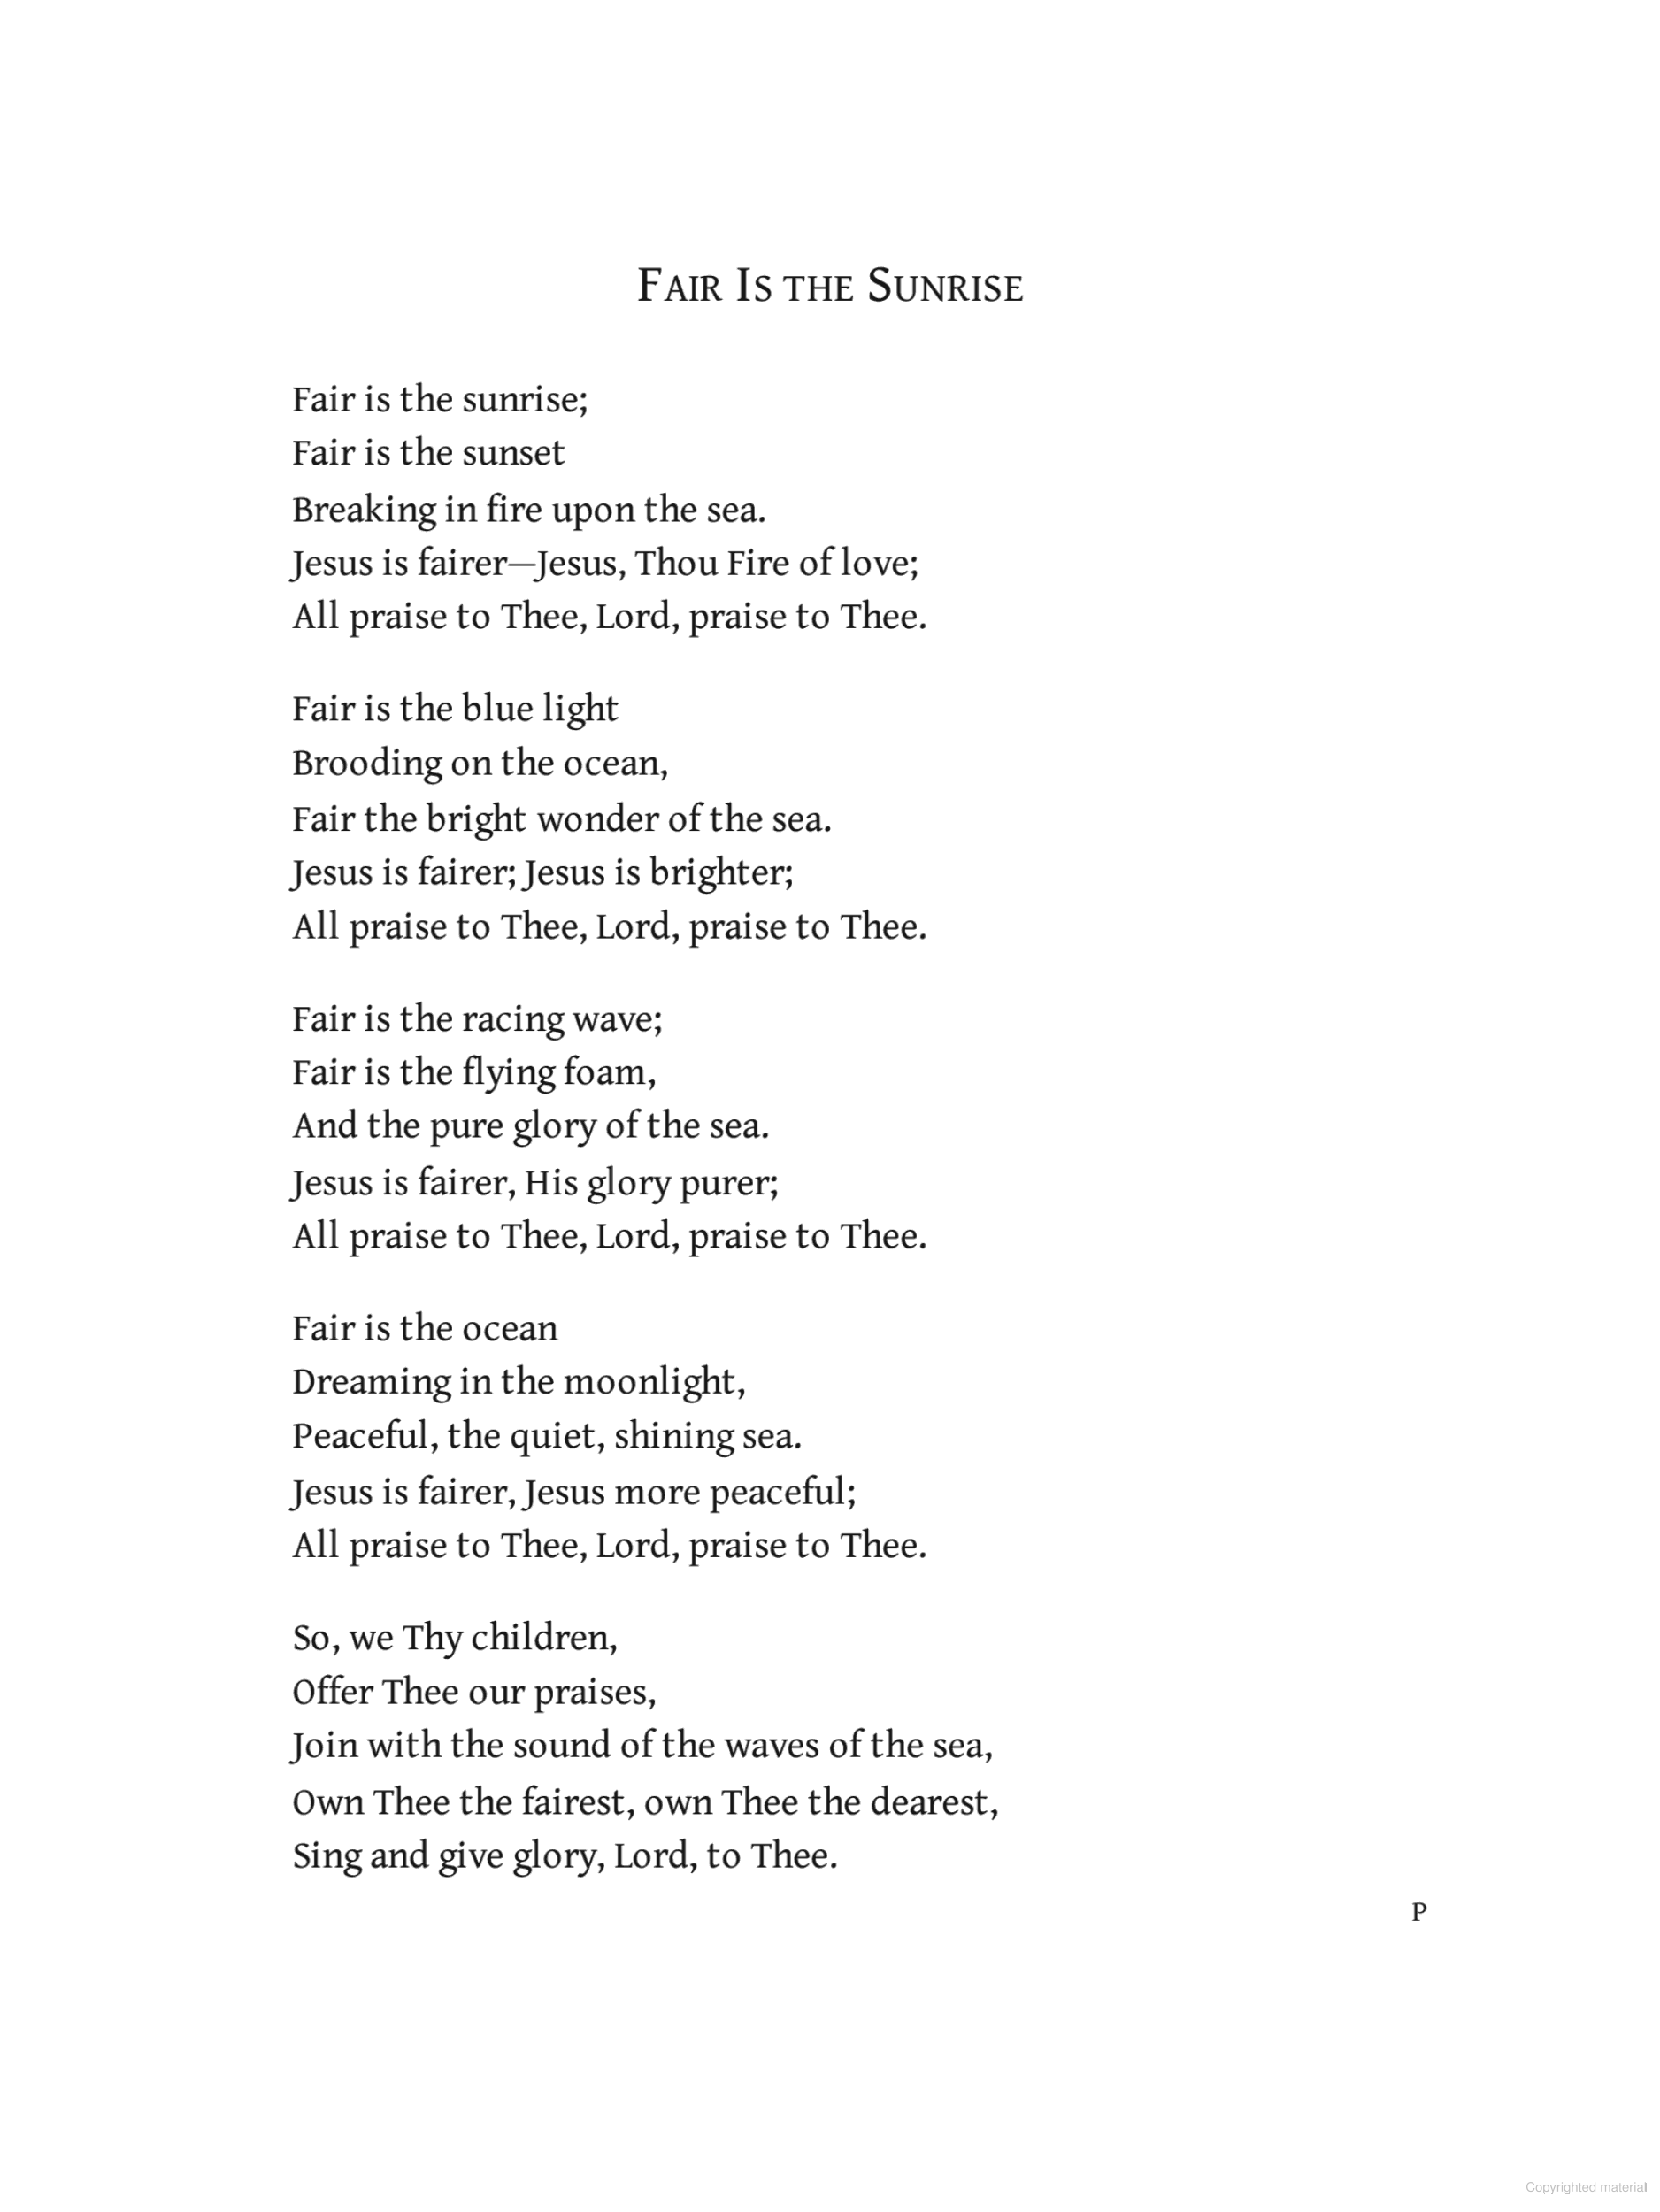 Fair Is the Sunrise
Fair is the sunrise;
Fair is the sunset
Breaking in fire upon the sea.
Jesus is fairer—Jesus, Thou Fire of love;
All praise to Thee, Lord, praise to Thee.
Fair is the blue light
Brooding on the ocean,
Fair the bright wonder of the sea.
Jesus is fairer; Jesus is brighter;
All praise to Thee, Lord, praise to Thee.
Fair is the racing wave;
Fair is the flying foam,
And the pure glory of the sea.
Jesus is fairer, His glory purer;
All praise to Thee, Lord, praise to Thee.
Fair is the ocean
Dreaming in the moonlight,
Peaceful, the quiet, shining sea.
Jesus is fairer, Jesus more peaceful;
All praise to Thee, Lord, praise to Thee.
So, we Thy children,
Offer Thee our praises,
Join with the sound of the waves of the sea,
Own Thee the fairest, own Thee the dearest,
Sing and give glory, Lord, to Thee.
P
Copyrighted material